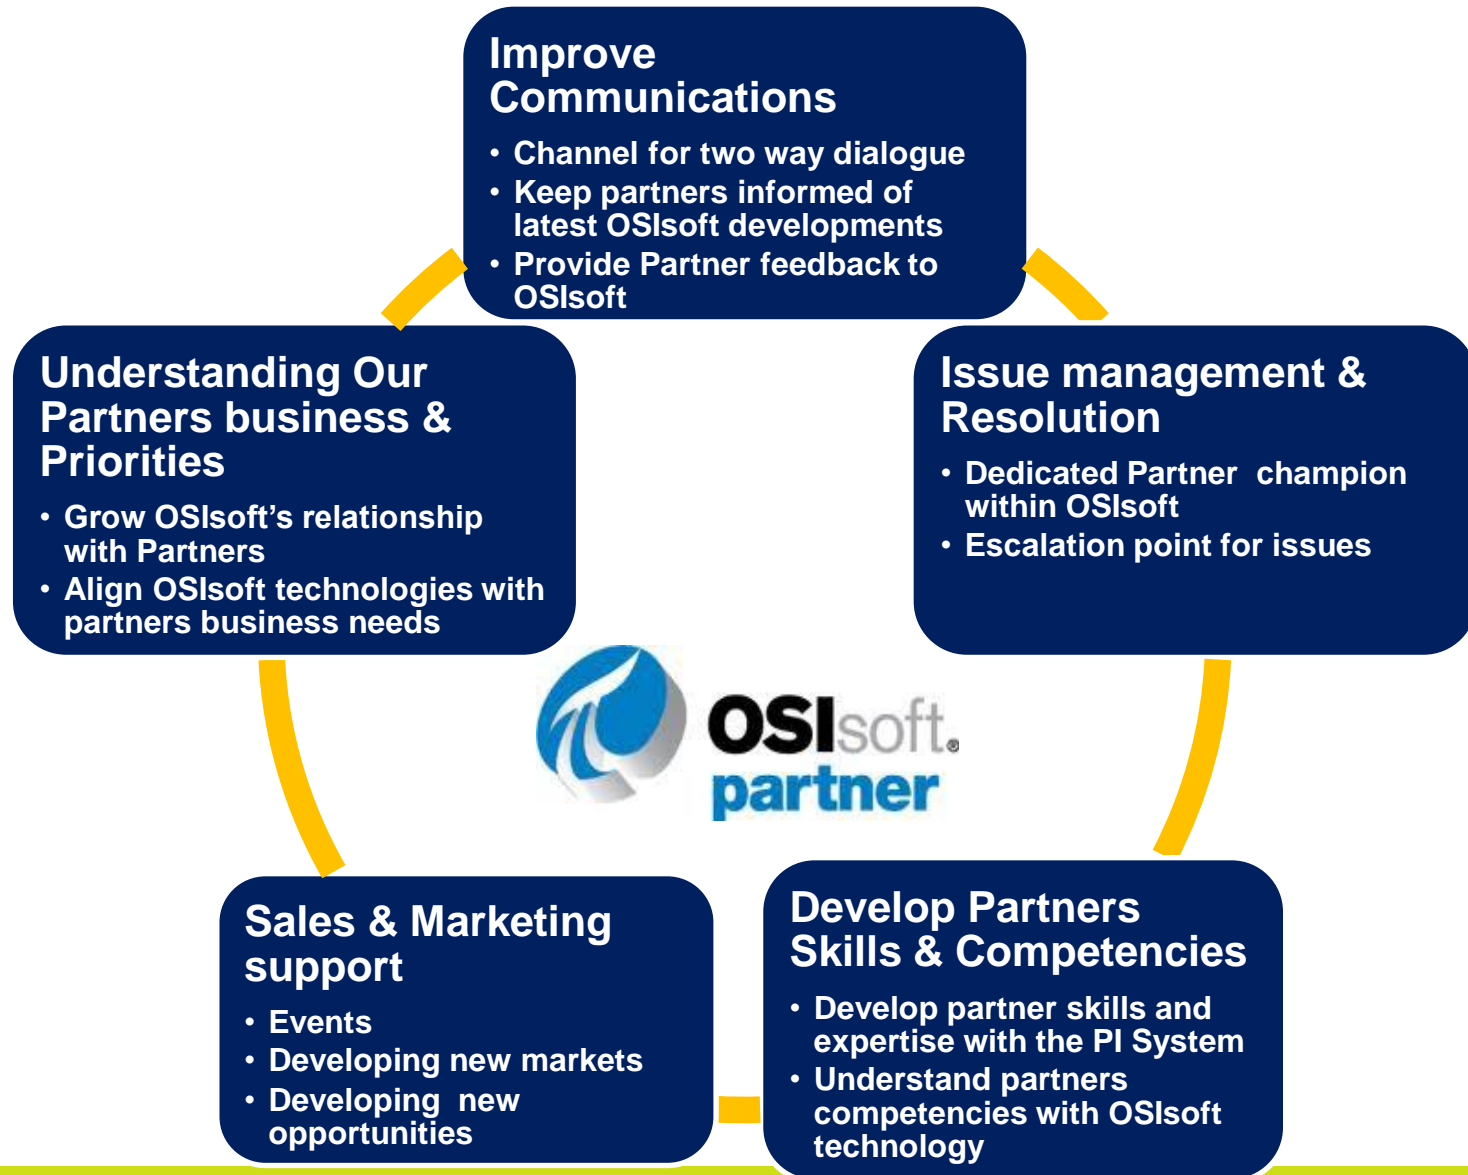 Improve
Communications
• Channel for two way dialogue
• Keep partners informed of
latest OSIsoft developments
• Provide Partner feedback to
OSIsoft
Understanding Our
Partners business &
Priorities
• Grow OSIsoft’s relationship
with Partners
• Align OSIsoft technologies with
partners business needs
Issue management &
Resolution
• Dedicated Partner champion
within OSIsoft
• Escalation point for issues
OSIsoft.®
partner
Sales & Marketing
support
• Events
• Developing new markets
• Developing new
opportunities
Develop Partners
Skills & Competencies
• Develop partner skills and
expertise with the PI System
• Understand partners
competencies with OSIsoft
technology